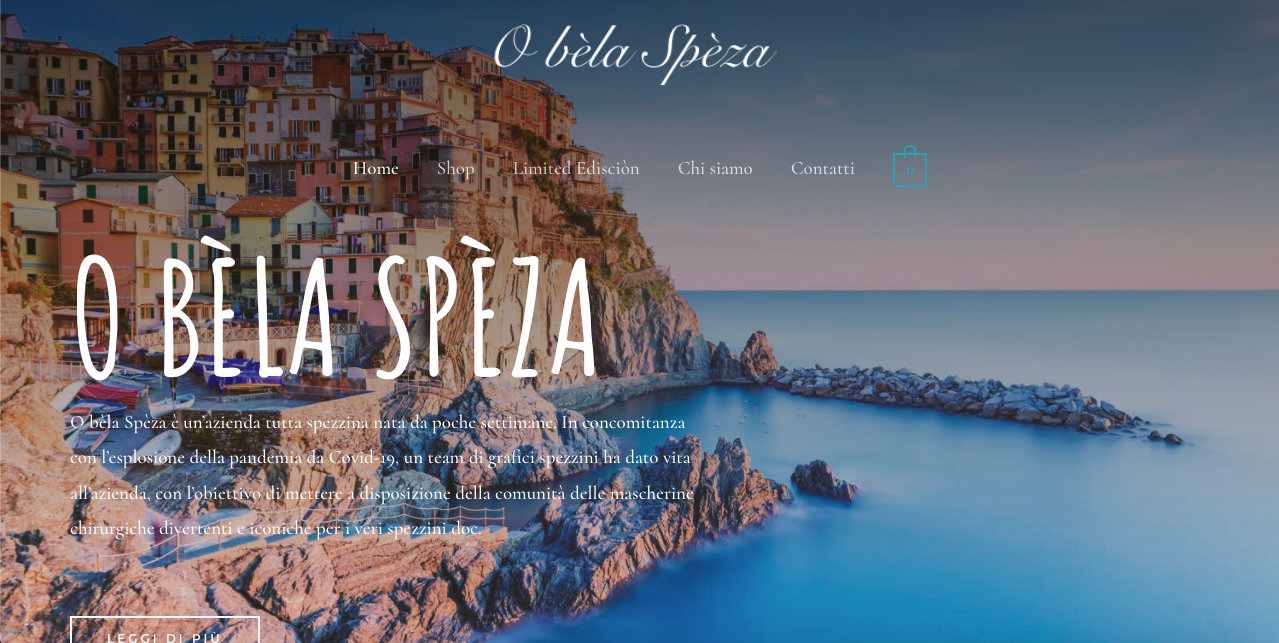 O bèla Spèza
Home Shop Limited Edisciòn Chi siamo Contatti 0
O BÈLA SPÈZA
O bèla Spèza è un'azienda tutta spezzina nata da poche settimane. In concomitanza
con l'esplosione della pandemia da Covid-19, un team di grafici spezzini ha dato vita
all'azienda, con l'obiettivo di mettere a disposizione della comunità delle mascherine
chirurgiche divertenti e iconiche per i veri spezzini doc.
LEGGI DI PIÙ